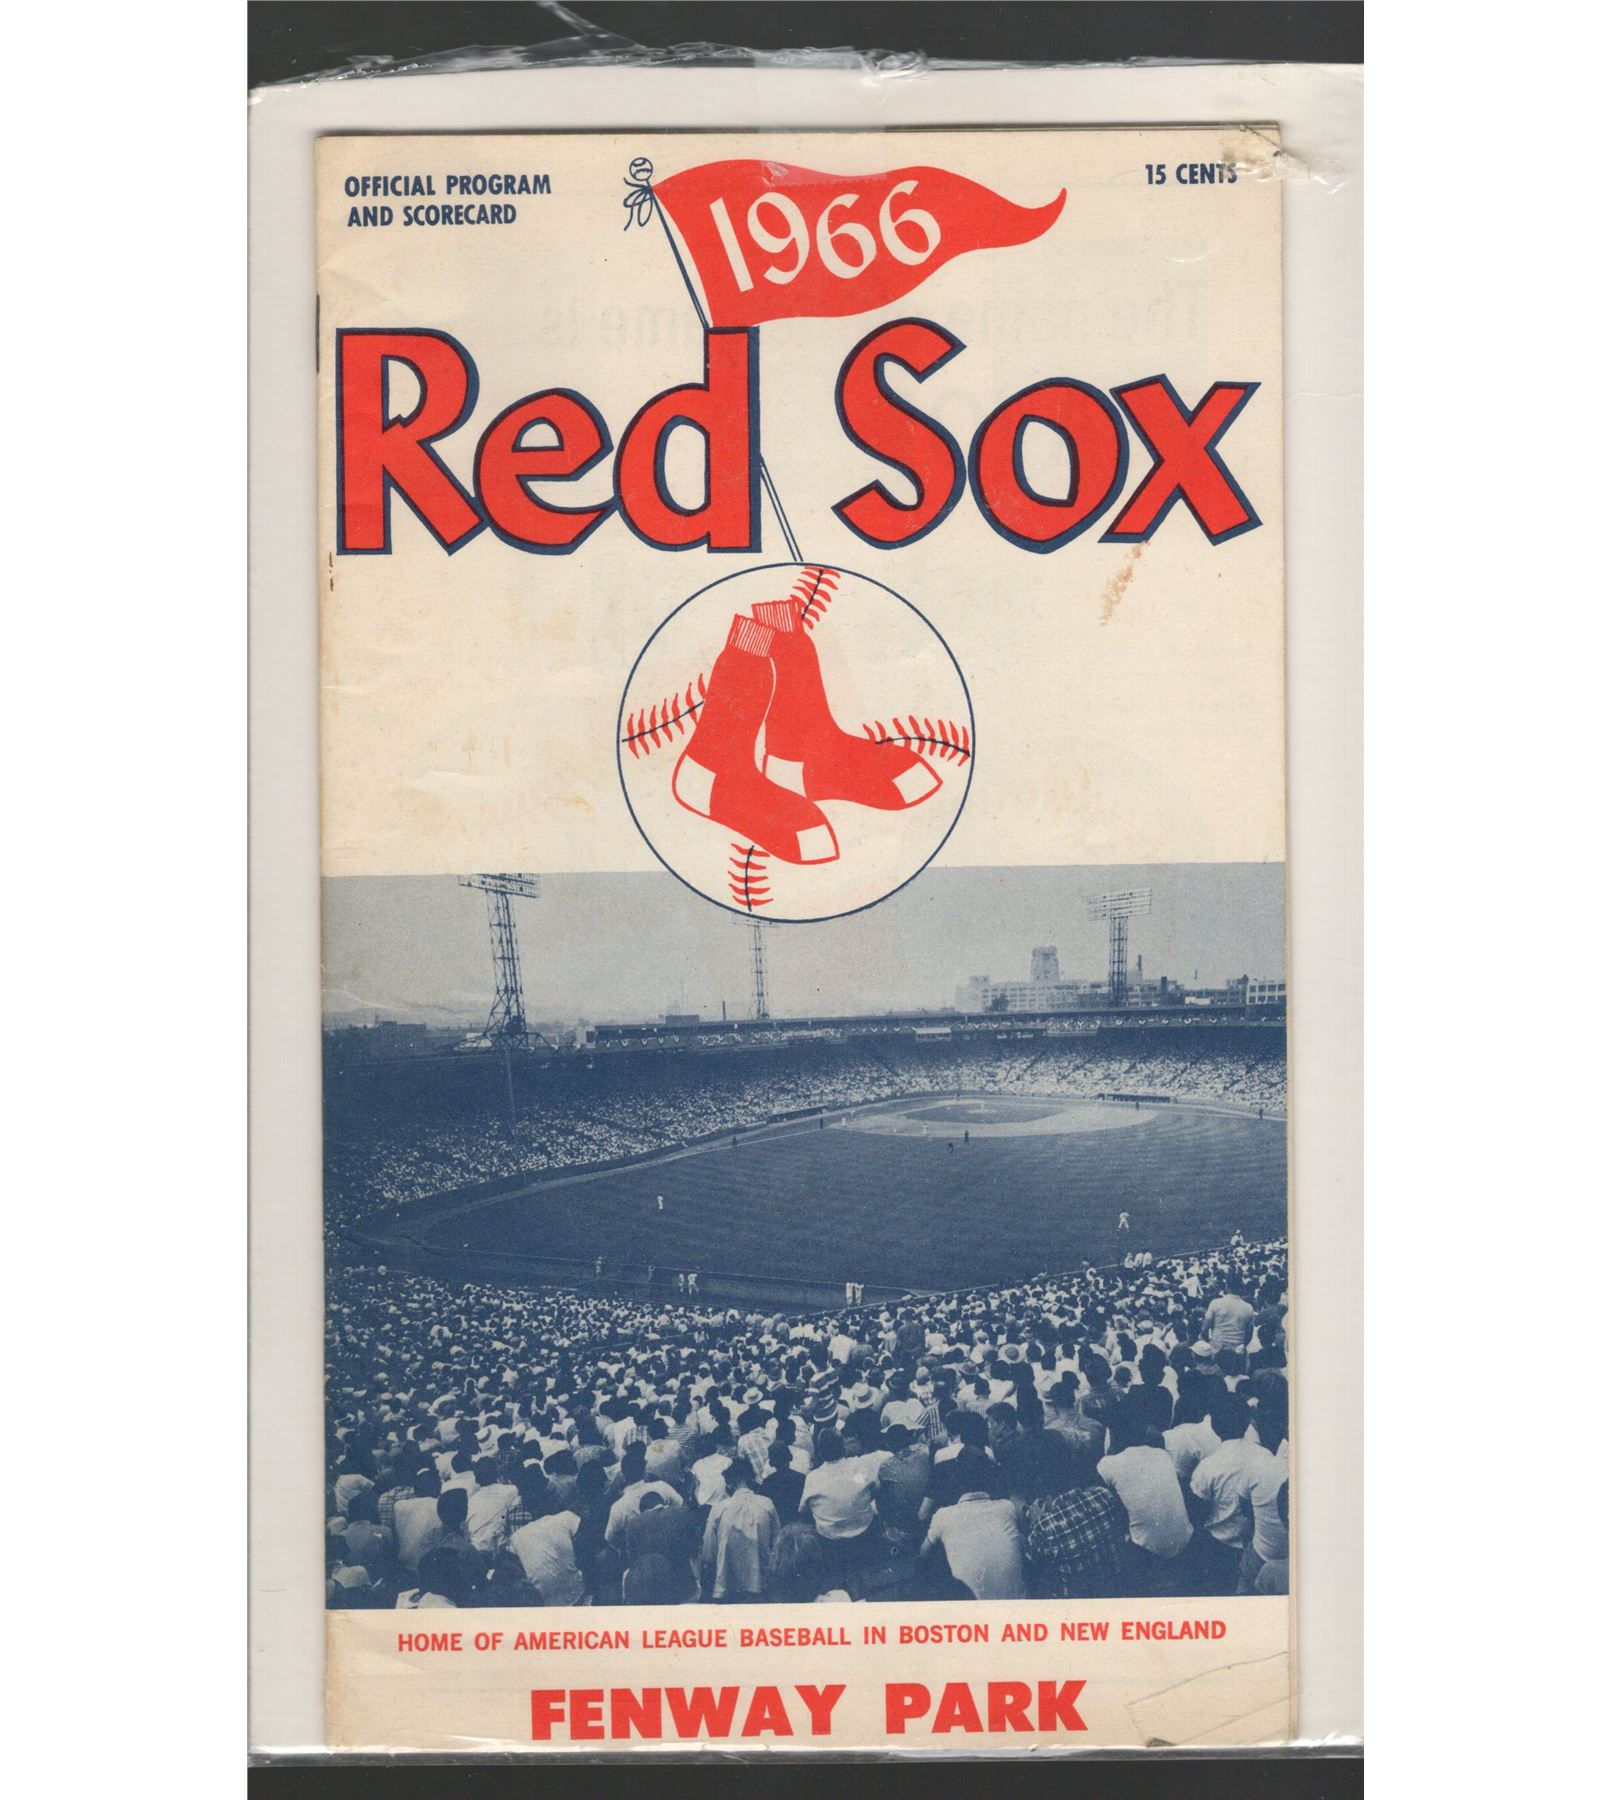 OFFICIAL PROGRAM
AND SCORECARD
15 CENTS
1966
Red Sox
HOME OF AMERICAN LEAGUE BASEBALL IN BOSTON AND NEW ENGLAND
FENWAY PARK